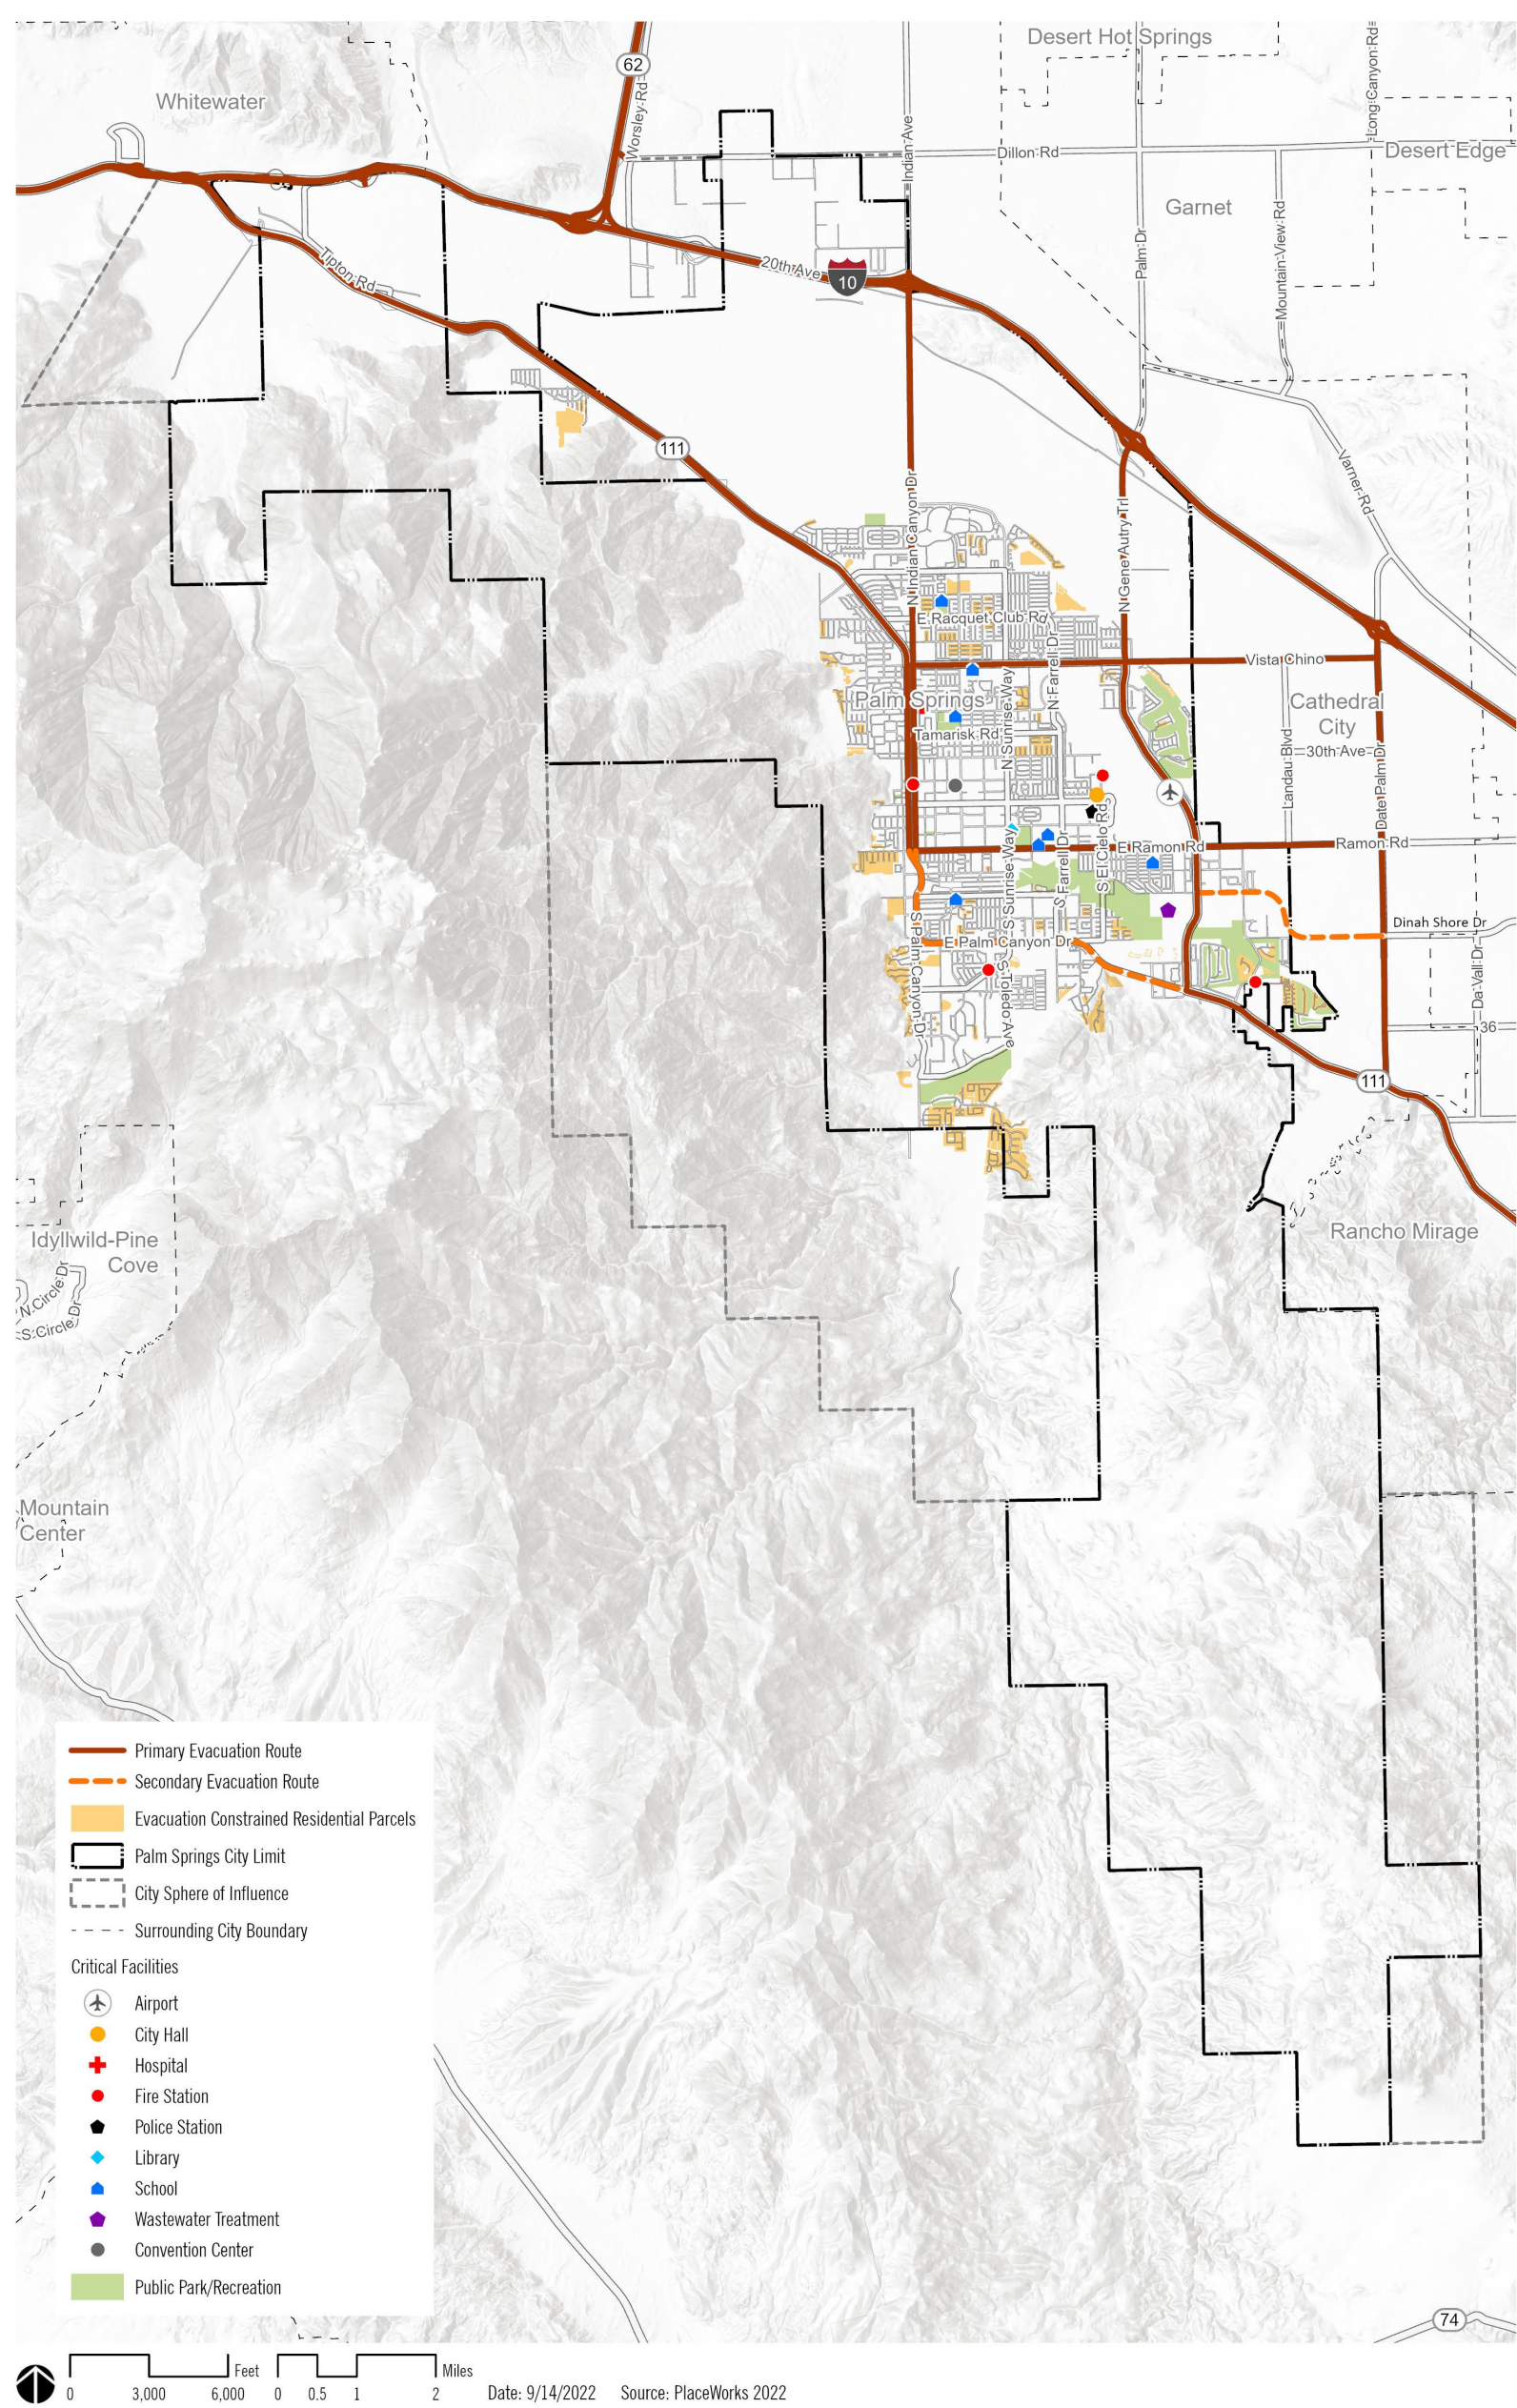 Desert Hot Springs
62
Whitewater
Worsley Rd
Indian Ave
Long Canyon Rd
Dillon Rd
Desert Edge
Garnet
Palm Dr
Mountain View Rd
Tipton Rd
20th Ave
10
111
Varner Rd
N Indian Canyon Dr
N Gene Autry Trl
E Racquet Club Rd
N Farrell Dr
Vista Chino
Palm Springs
N Sunrise Way
Cathedral
City
Tamarisk Rd
30th Ave
Landau Blvd
Date Palm Dr
E Ramon Rd
Ramon Rd
S Sunrise Way
S Farrell Dr
S El Cielo Rd
Dinah Shore Dr
S Palm Canyon Dr
E Palm Canyon Dr
S Toledo Ave
Da Vall Dr
36
111
Rancho Mirage
Idyllwild-Pine
Cove
N Circle Dr
S Circle Dr
Mountain
Center
Primary Evacuation Route
Secondary Evacuation Route
Evacuation Constrained Residential Parcels
Palm Springs City Limit
City Sphere of Influence
Surrounding City Boundary
Critical Facilities
Airport
City Hall
Hospital
Fire Station
Police Station
Library
School
Wastewater Treatment
Convention Center
Public Park/Recreation
74
Feet
Miles
0 3,000 6,000 0 0.5 1 2
Date: 9/14/2022 Source: PlaceWorks 2022